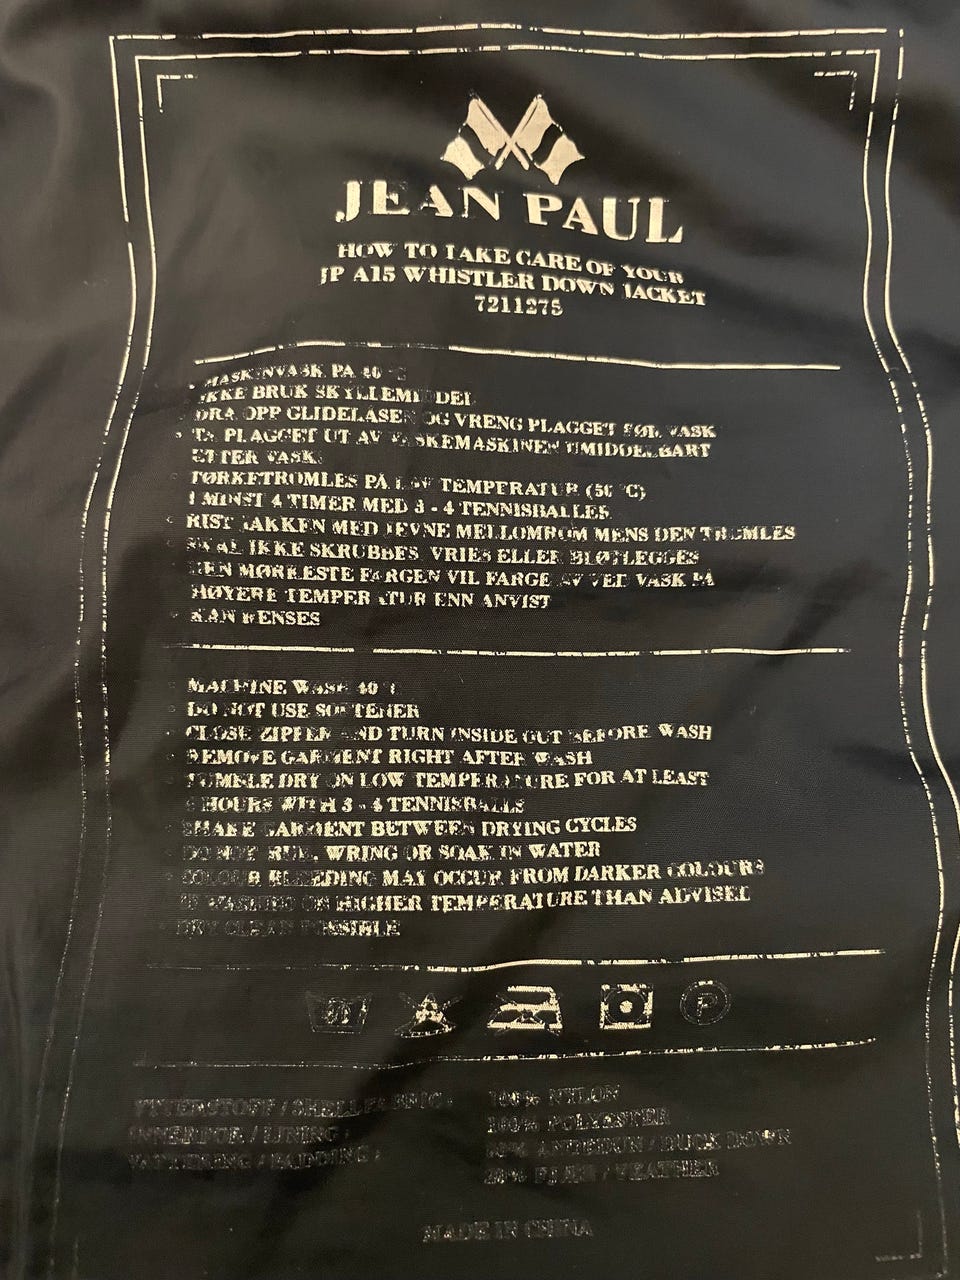 JEAN PAUL
HOW TO TAKE CARE OF YOUR
JP A15 WHISTLER DOWN JACKET
7211275
MASKINVASK PÅ 40 °C
IKKE BRUK SKYLLEMIDDEL
DRA OPP GLIDELÅSEN OG VRENG PLAGGET FØR VASK
TA PLAGGET UT AV VASKEMASKINEN UMIDDELBART
ETTER VASK
TØRKETROMLES PÅ LAV TEMPERATUR (50 °C)
I MINST 4 TIMER MED 3 - 4 TENNISBALLER
RIST JAKKEN MED JEVNE MELLOMROM MENS DEN TROMLES
SKAL IKKE SKRUBBES, VRIES ELLER BLØTLEGGES
DEN MØRKESTE FARGEN VIL FARGE AV VED VASK PÅ
HØYERE TEMPERATUR ENN ANVIST
KAN RENSES
MACHINE WASH 40 °C
DO NOT USE SOFTENER
CLOSE ZIPPER AND TURN INSIDE OUT BEFORE WASH
REMOVE GARMENT RIGHT AFTER WASH
TUMBLE DRY ON LOW TEMPERATURE FOR AT LEAST
HOURS WITH 3 - 4 TENNISBALLS
SHAKE GARMENT BETWEEN DRYING CYCLES
DO NOT RUB, WRING OR SOAK IN WATER
COLOUR BLEEDING MAY OCCUR FROM DARKER COLOURS
IF WASHED ON HIGHER TEMPERATURE THAN ADVISED
DRY CLEAN POSSIBLE
P
YTTERSTOFF / SHELL FABRIC: 100% NYLON
INNERFOR / LINING: 100% POLYESTER
VATTERING / PADDING: ANDEDUN / DUCK DOWN
FJÆR / FEATHER
MADE IN CHINA